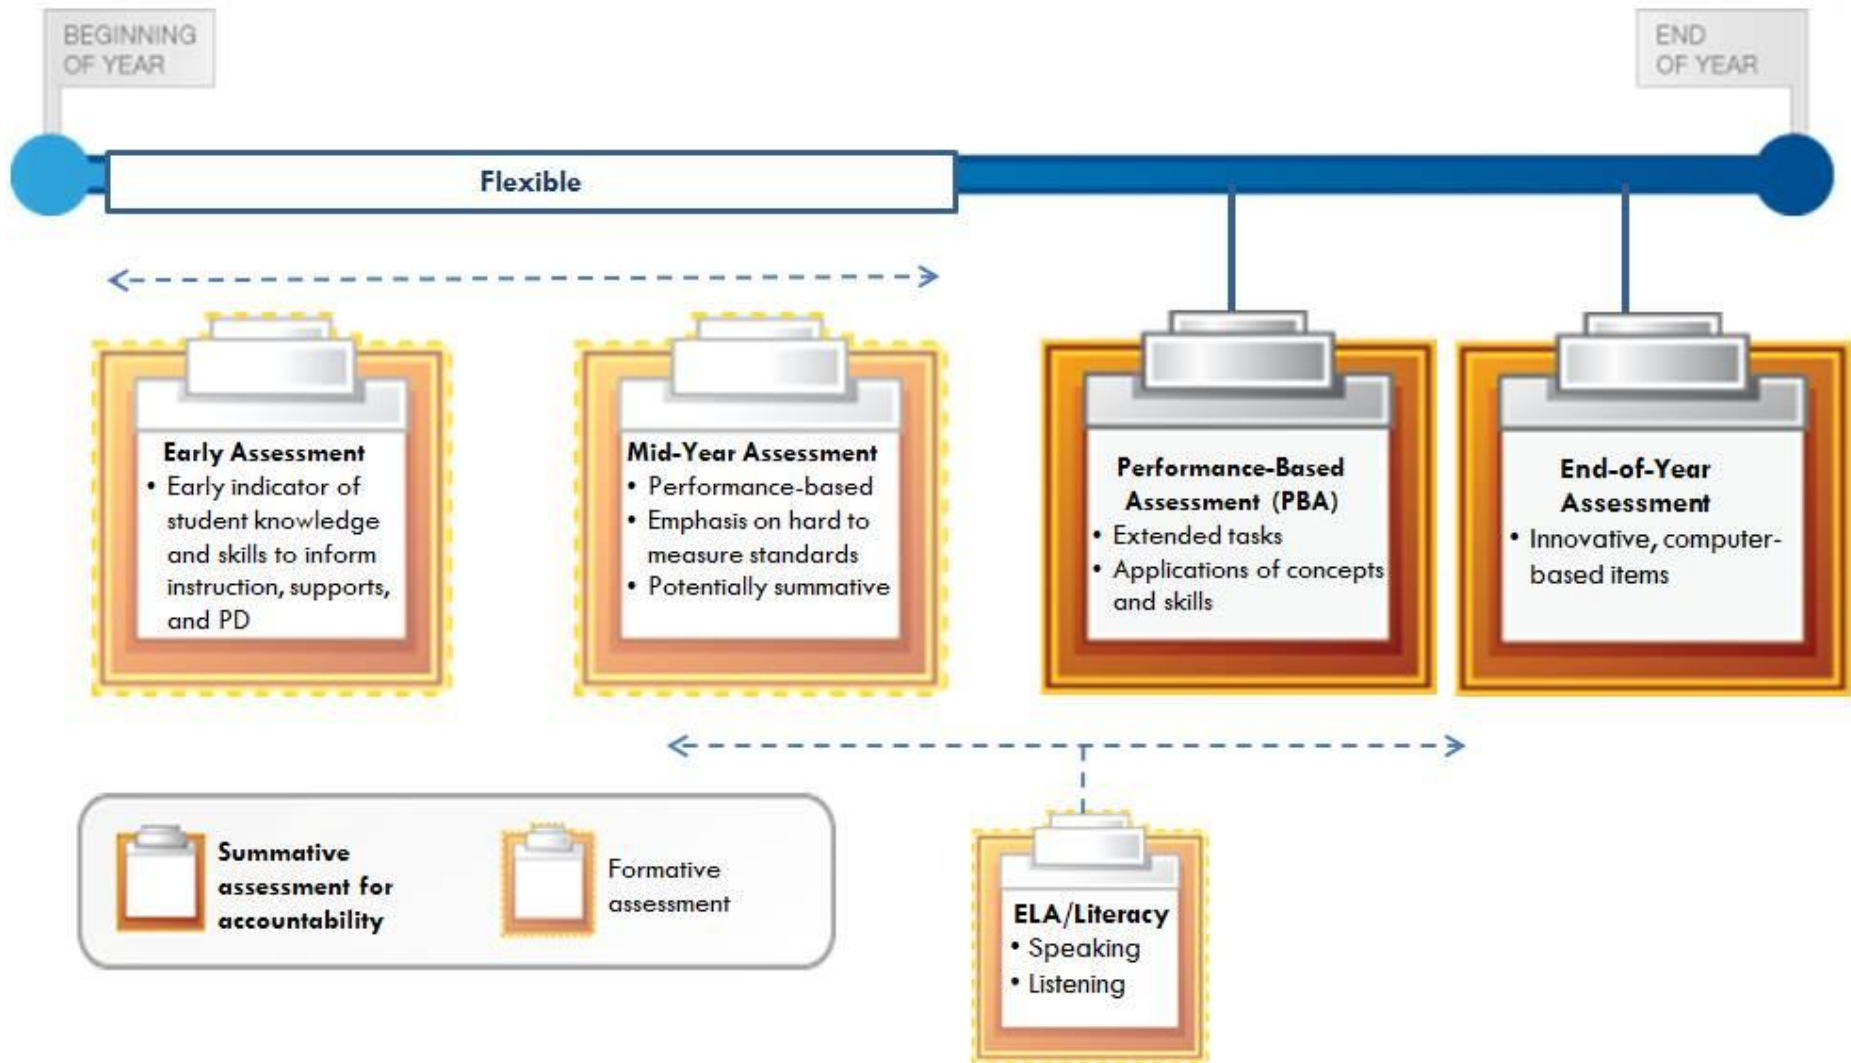 BEGINNING
OF YEAR
END
OF YEAR
Flexible
Early Assessment
• Early indicator of
student knowledge
and skills to inform
instruction, supports,
and PD
Mid-Year Assessment
• Performance-based
• Emphasis on hard to
measure standards
• Potentially summative
Performance-Based
Assessment (PBA)
• Extended tasks
• Applications of concepts
and skills
End-of-Year
Assessment
• Innovative, computer-
based items
Summative
assessment for
accountability
Formative
assessment
ELA/Literacy
• Speaking
• Listening